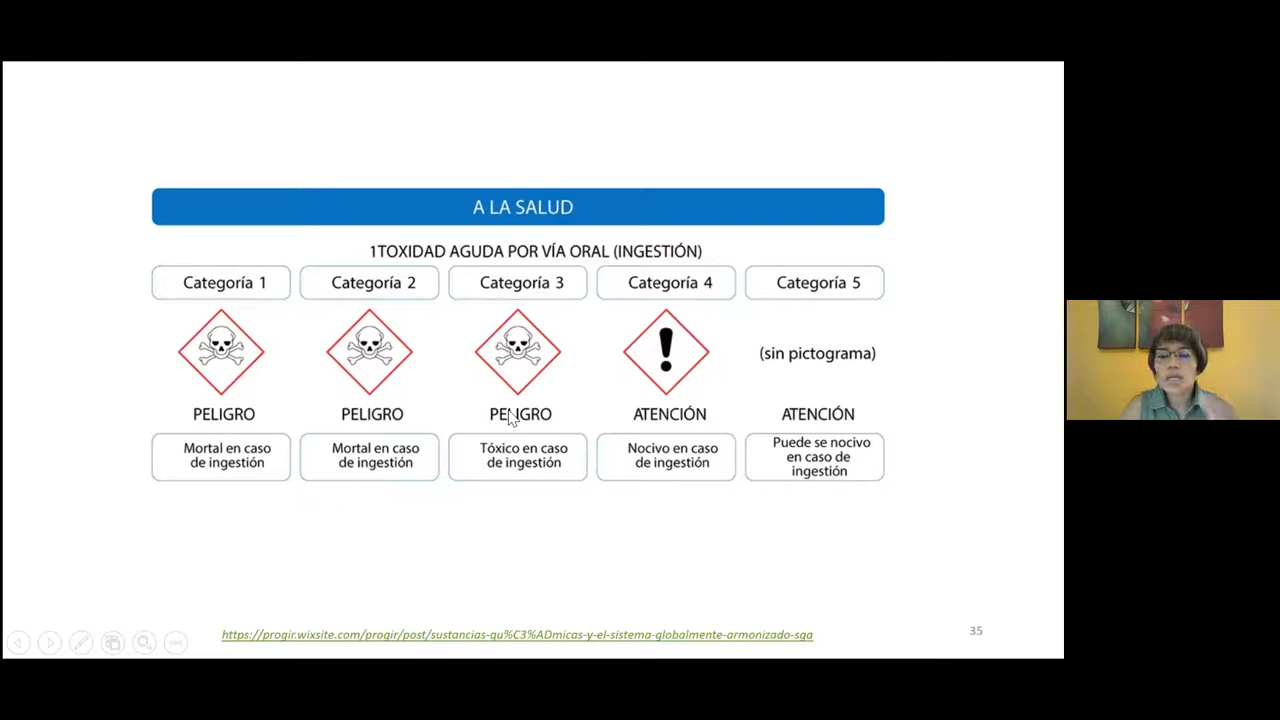 A LA SALUD
1TOXIDAD AGUDA POR VÍA ORAL (INGESTIÓN)
Categoría 1
Categoría 2
Categoría 3
Categoría 4
Categoría 5
(sin pictograma)
PELIGRO
PELIGRO
PELIGRO
ATENCIÓN
ATENCIÓN
Mortal en caso
de ingestión
Mortal en caso
de ingestión
Tóxico en caso
de ingestión
Nocivo en caso
de ingestión
Puede se nocivo
en caso de
ingestión
https://progir.wixsite.com/progir/post/sustancias-qu%C3%ADmicas-y-el-sistema-globalmente-armonizado-sga
35